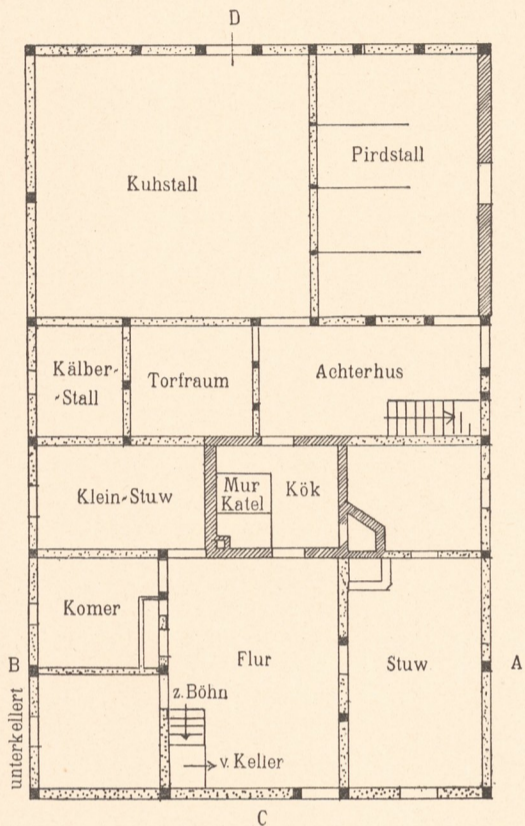 D
Kuhstall
Pirdstall
Kälber-
-Stall
Torfraum
Achterhus
Klein-Stuw
Mur
Katel
Kök
Komer
Flur
Stuw
B
A
unterkellert
z. Böhn
v. Keller
C